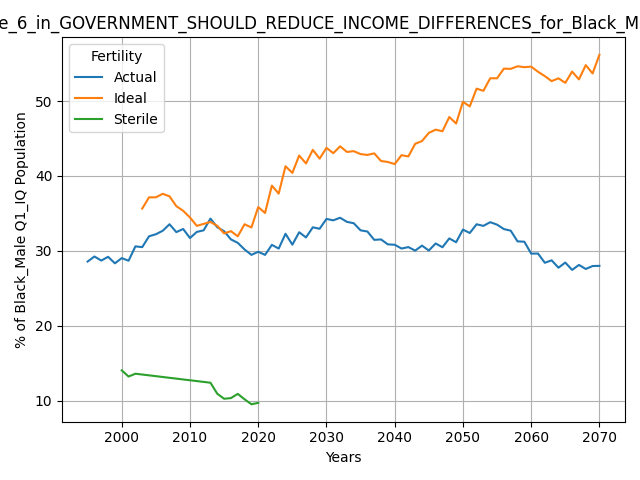 e_6_in_GOVERNMENT_SHOULD_REDUCE_INCOME_DIFFERENCES_for_Black_M
Fertility
Actual
Ideal
Sterile
% of Black_Male Q1_IQ Population
50
40
30
20
10
2000 2010 2020 2030 2040 2050 2060 2070
Years